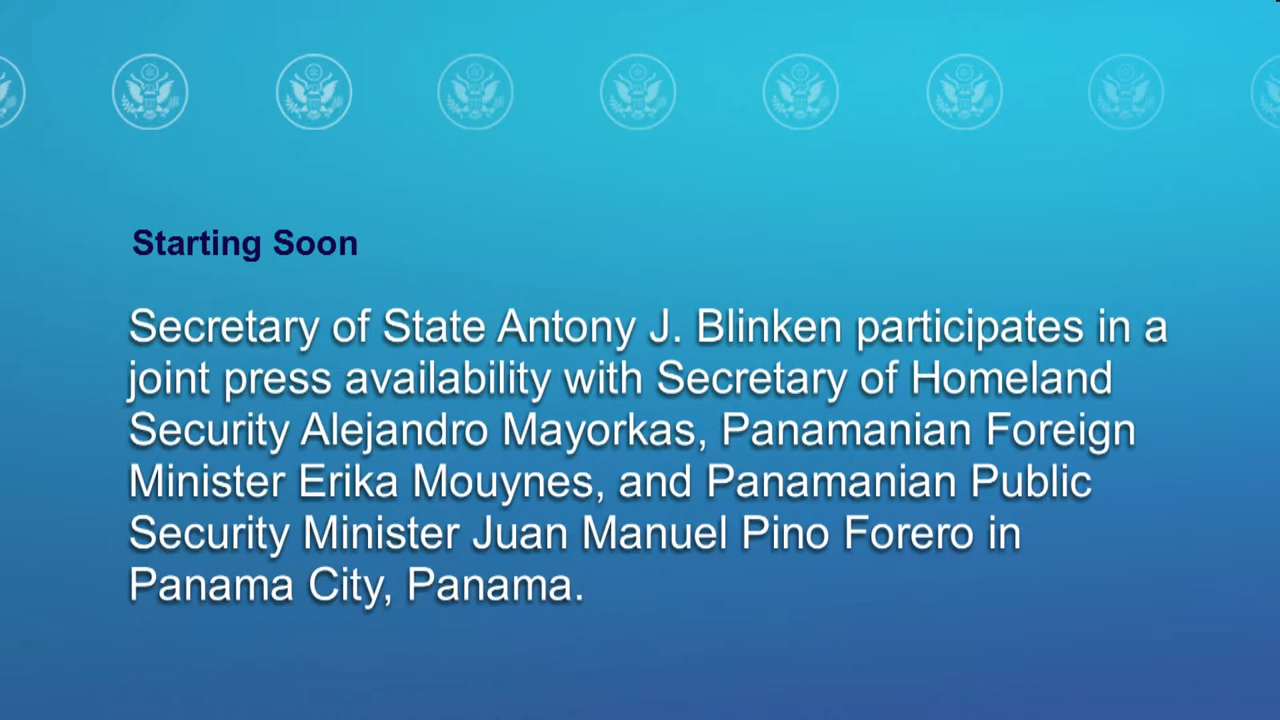 Starting Soon
Secretary of State Antony J. Blinken participates in a
joint press availability with Secretary of Homeland
Security Alejandro Mayorkas, Panamanian Foreign
Minister Erika Mouynes, and Panamanian Public
Security Minister Juan Manuel Pino Forero in
Panama City, Panama.